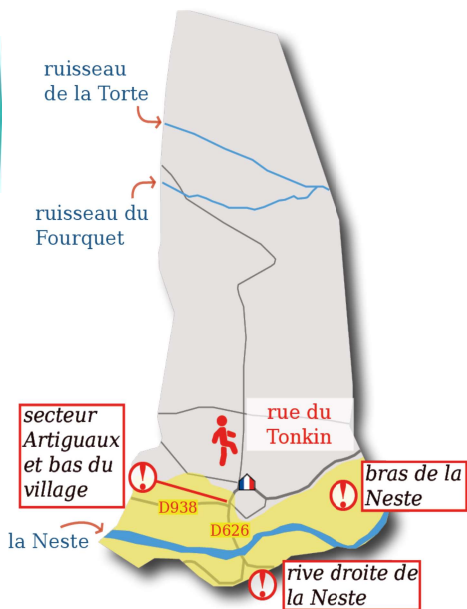 ruisseau
de la Torte
ruisseau du
Fourquet
secteur
Artiguaux
et bas du
village
rue du
Tonkin
bras de la
Neste
D938
D626
la Neste
rive droite de
la Neste